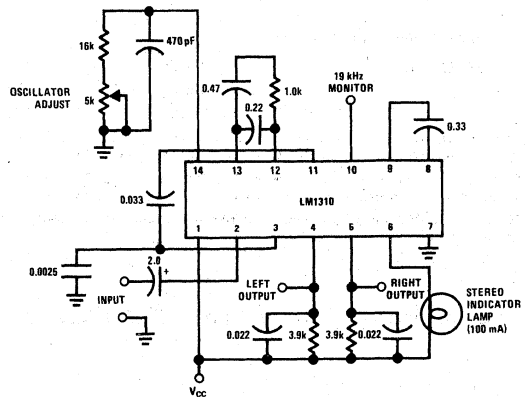 16k
470 pF
OSCILLATOR
ADJUST
5k
0.47
1.0k
0.22
19 kHz
MONITOR
0.33
14
13
12
11
10
9
8
LM1310
1
2
3
4
5
6
7
0.033
0.0025
2.0
+
INPUT
LEFT
OUTPUT
RIGHT
OUTPUT
STEREO
INDICATOR
LAMP
(100 mA)
0.022
3.9k
3.9k
0.022
VCC